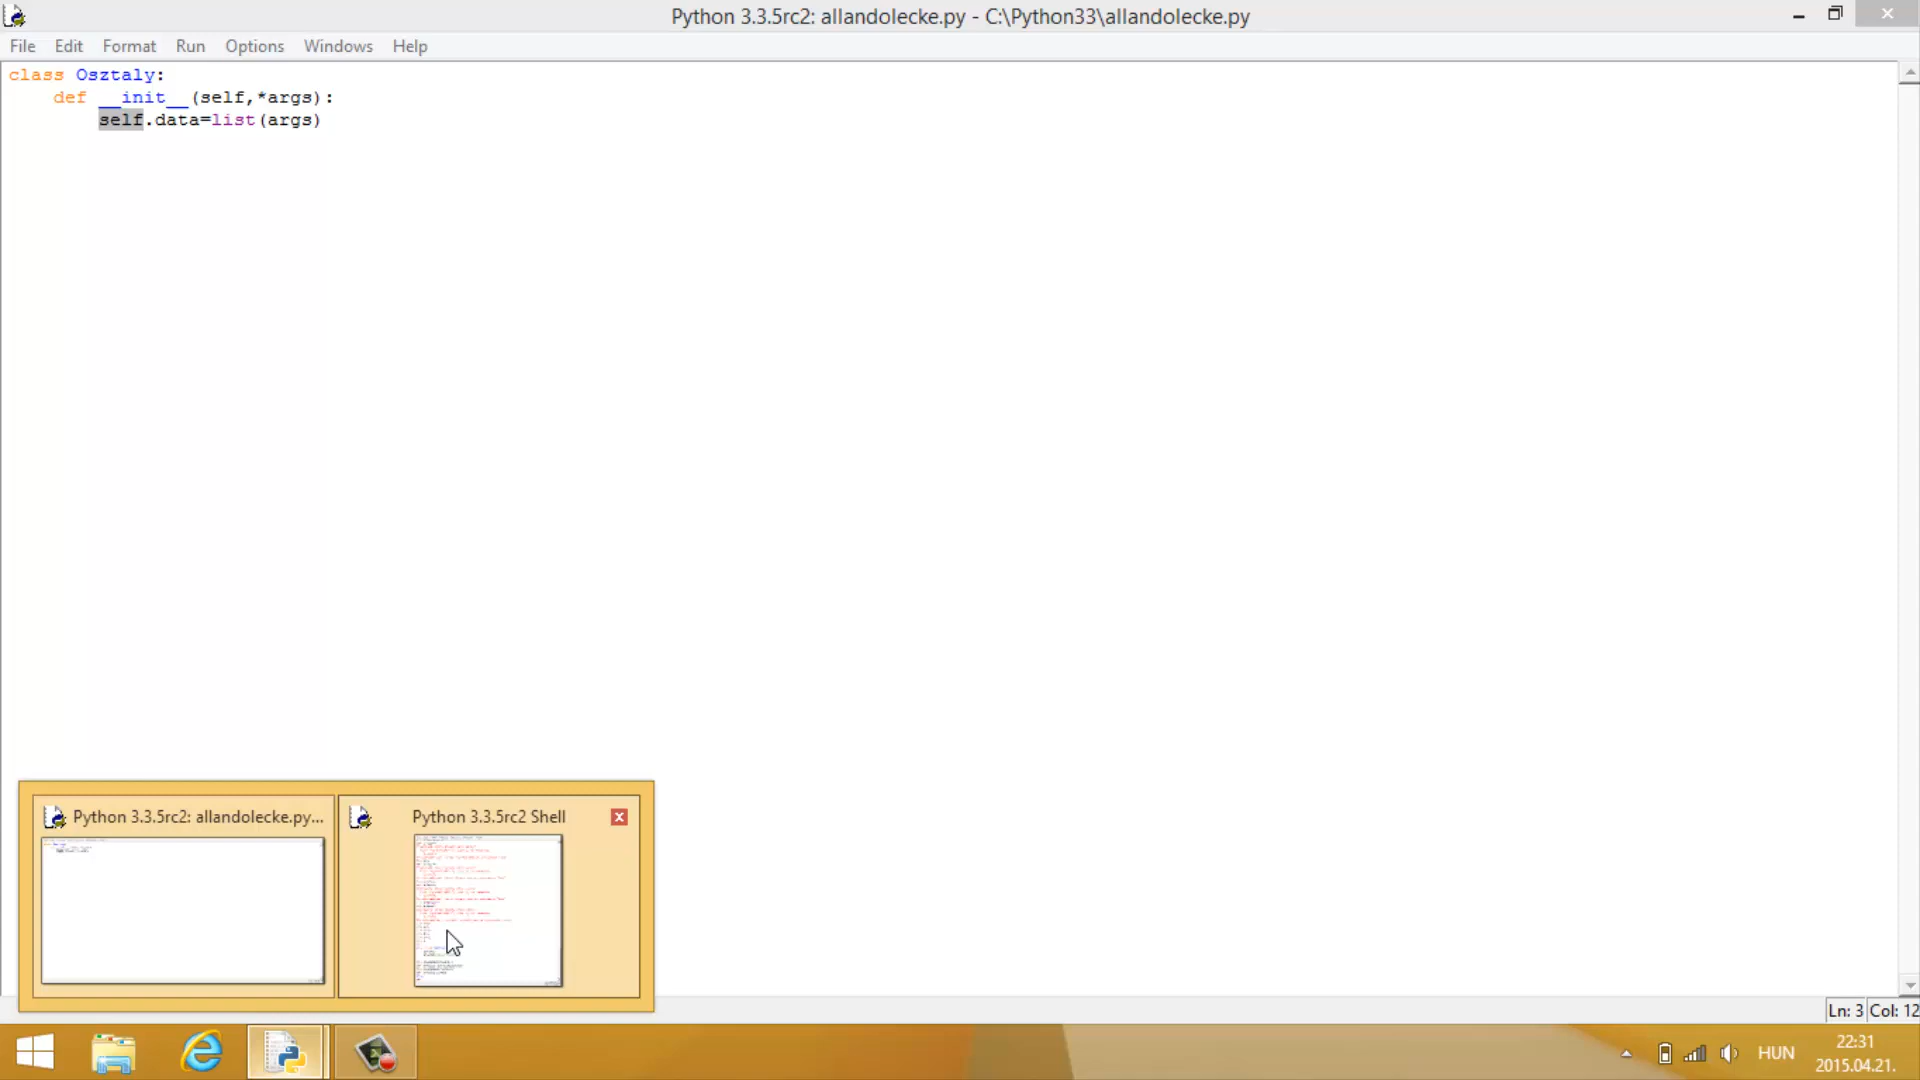 Python 3.3.5rc2: allandolecke.py - C:\Python33\allandolecke.py
File Edit Format Run Options Windows Help
class Osztaly:
    def __init__(self,*args):
        self.data=list(args)
Python 3.3.5rc2: allandolecke.py...
Python 3.3.5rc2 Shell
Ln: 3 Col: 12
HUN
22:31
2015.04.21.